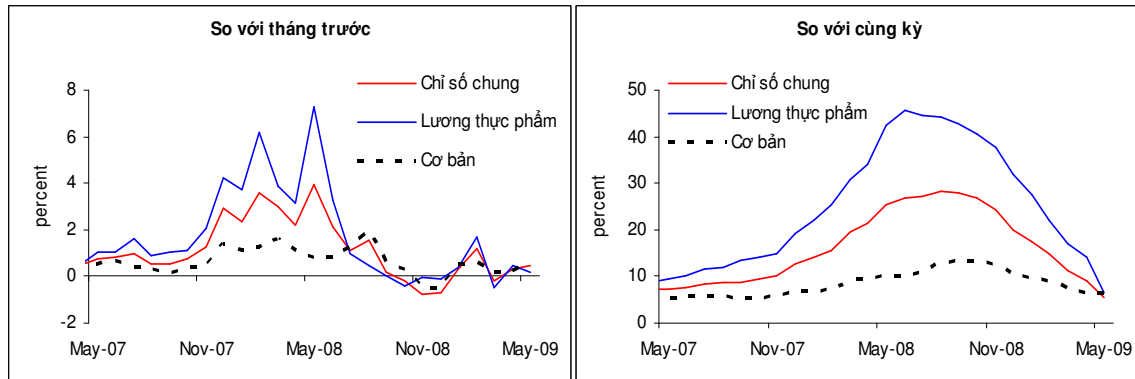 So với tháng trước
Chỉ số chung
Lương thực phẩm
Cơ bản
percent
8
6
4
2
0
-2
May-07 Nov-07 May-08 Nov-08 May-09
So với cùng kỳ
Chỉ số chung
Lương thực phẩm
Cơ bản
percent
50
40
30
20
10
0
May-07 Nov-07 May-08 Nov-08 May-09